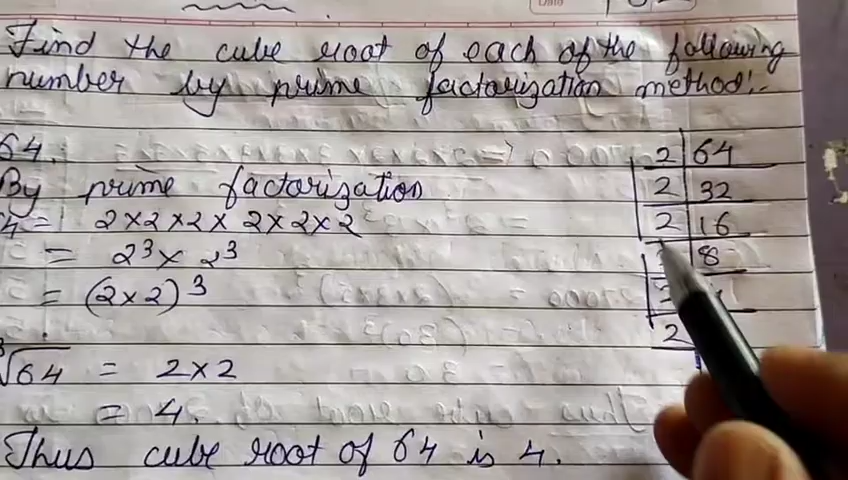 Find the cube root of each of the following
number by prime factorization method:-
64.
By prime factorization
4 = 2×2×2×2×2×2
= 2³×2³
= (2×2)³
³√64 = 2×2
= 4.
Thus cube root of 64 is 4.
2 64
2 32
2 16
8
2